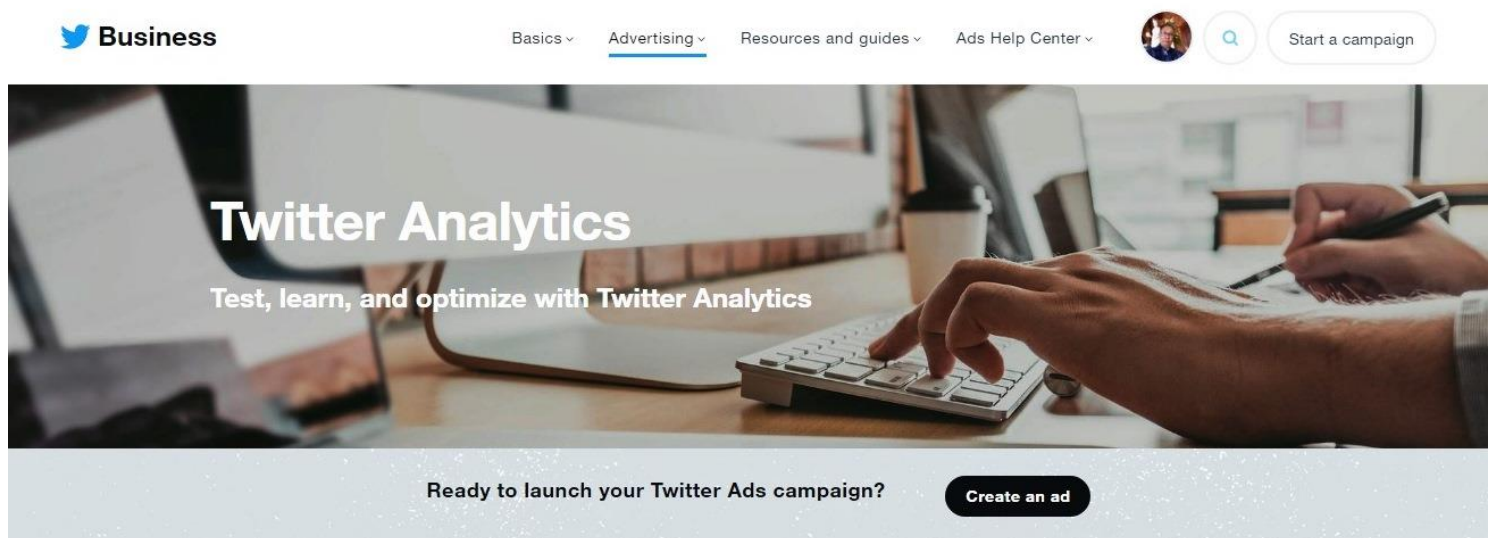 Business
Basics
Advertising
Resources and guides
Ads Help Center
Start a campaign
Twitter Analytics
Test, learn, and optimize with Twitter Analytics
Ready to launch your Twitter Ads campaign?
Create an ad